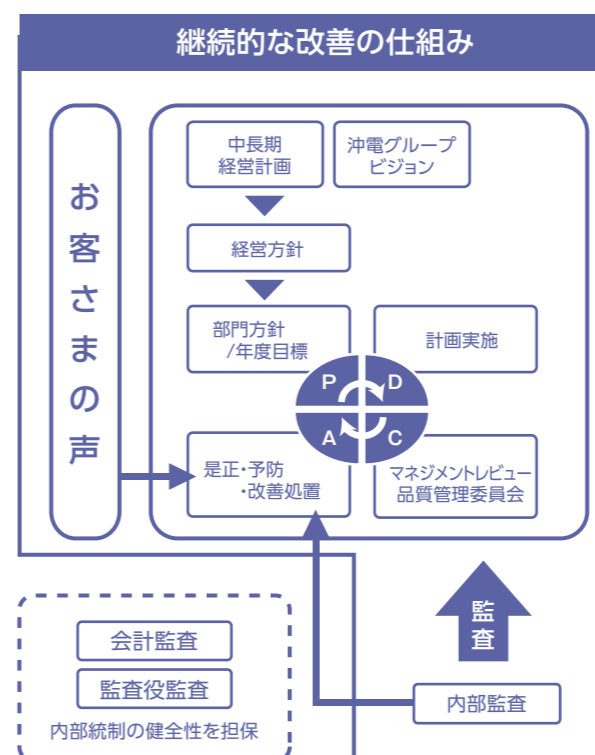 継続的な改善の仕組み
お客さまの声
中長期
経営計画
沖電グループ
ビジョン
経営方針
部門方針
/年度目標
計画実施
P
D
A
C
是正・予防
・改善処置
マネジメントレビュー
品質管理委員会
監査
会計監査
監査役監査
内部統制の健全性を担保
内部監査